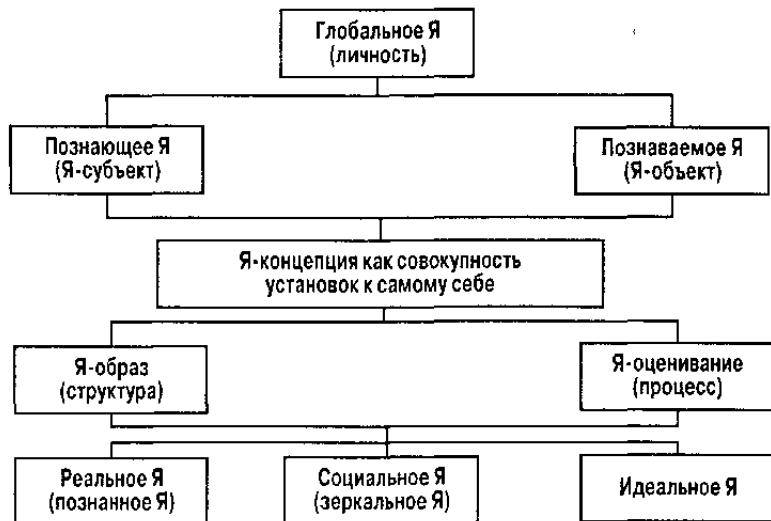 Глобальное Я
(личность)
Познающее Я
(Я-субъект)
Познаваемое Я
(Я-объект)
Я-концепция как совокупность
установок к самому себе
Я-образ
(структура)
Я-оценивание
(процесс)
Реальное Я
(познанное Я)
Социальное Я
(зеркальное Я)
Идеальное Я